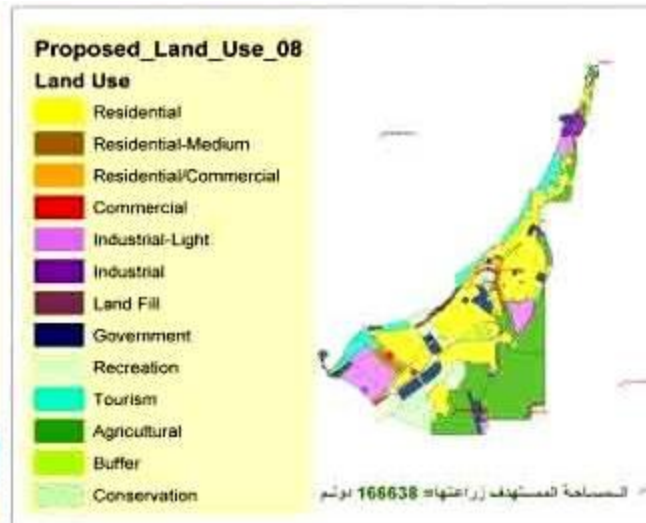 Proposed_Land_Use_08
Land Use
Residential
Residential-Medium
Residential/Commercial
Commercial
Industrial-Light
Industrial
Land Fill
Government
Recreation
Tourism
Agricultural
Buffer
Conservation
المساحة المستهدف زراعتها= 166638 دونم